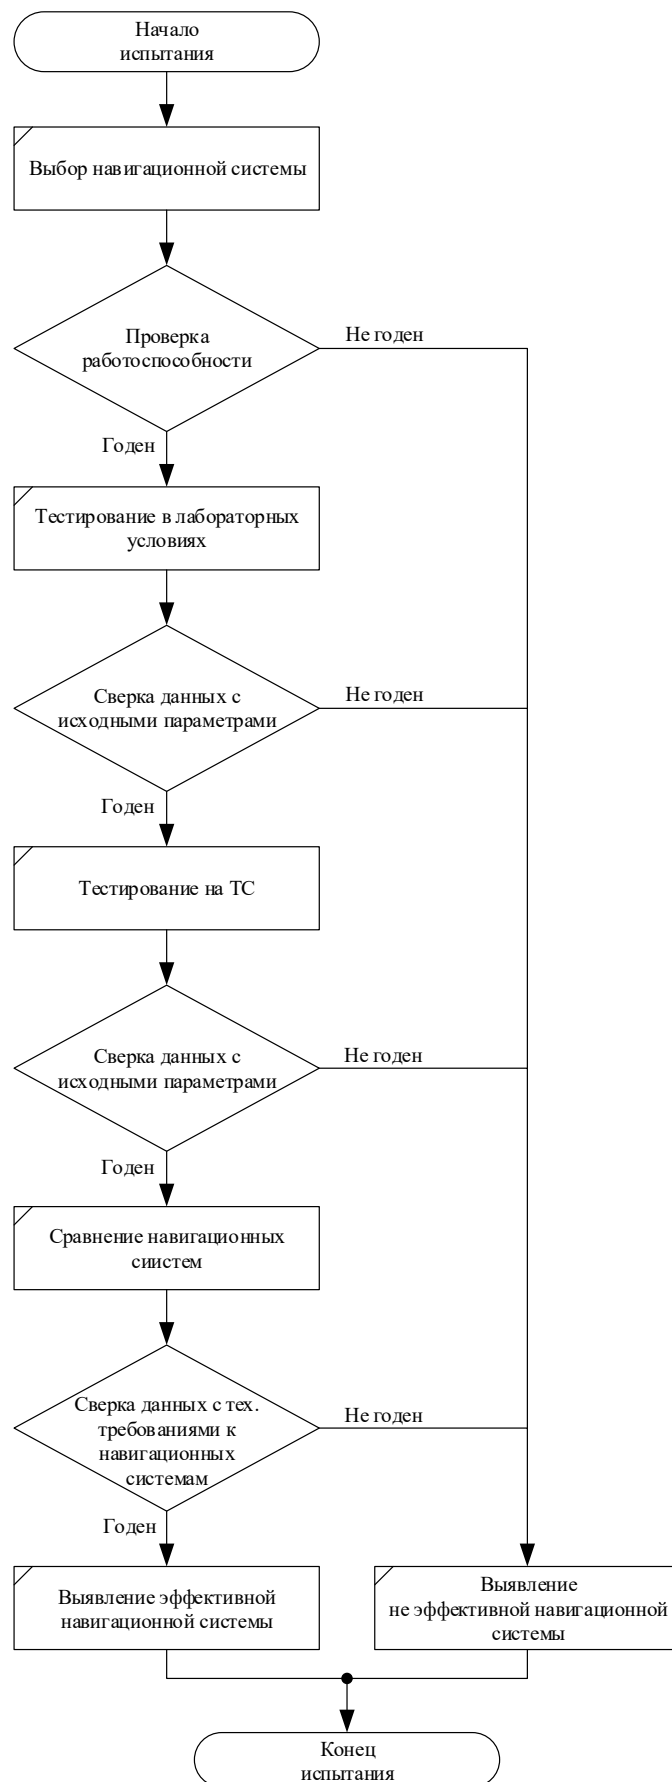 Начало
испытания
Выбор навигационной системы
Проверка
работоспособности
Не годен
Годен
Тестирование в лабораторных
условиях
Сверка данных с
исходными параметрами
Не годен
Годен
Тестирование на ТС
Сверка данных с
исходными параметрами
Не годен
Годен
Сравнение навигационных
сиистем
Сверка данных с тех.
требованиями к
навигационных
системам
Не годен
Годен
Выявление эффективной
навигационной системы
Выявление
не эффективной навигационной
системы
Конец
испытания